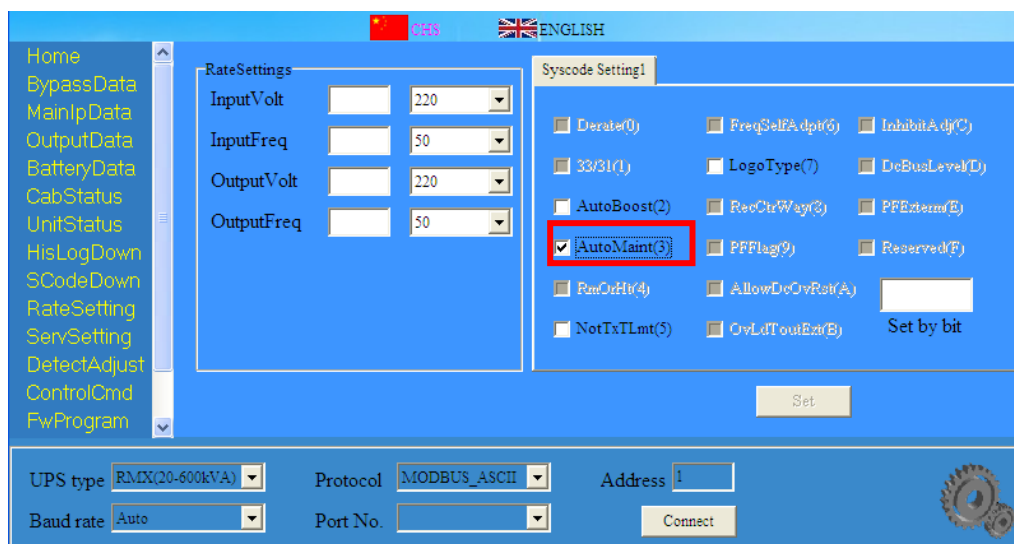 CHS
ENGLISH
Home
BypassData
MainIpData
OutputData
BatteryData
CabStatus
UnitStatus
HisLogDown
SCodeDown
RateSetting
ServSetting
DetectAdjust
ControlCmd
FwProgram
RateSettings
InputVolt 220
InputFreq 50
OutputVolt 220
OutputFreq 50
Syscode Setting1
Derate(0) FreqSelfAdpt(6) InhibitAdj(C)
33/31(1) LogoType(7) DcBusLevel(D)
AutoBoost(2) RecCtrWay(8) PFExterm(E)
AutoMaint(3) PFFlag(9) Reserved(F)
RmOrHt(4) AllowDcOvRst(A)
NotTxTLmt(5) OvLdToutExt(B) Set by bit
Set
UPS type RMX(20-600kVA) Protocol MODBUS_ASCII Address 1
Baud rate Auto Port No. Connect